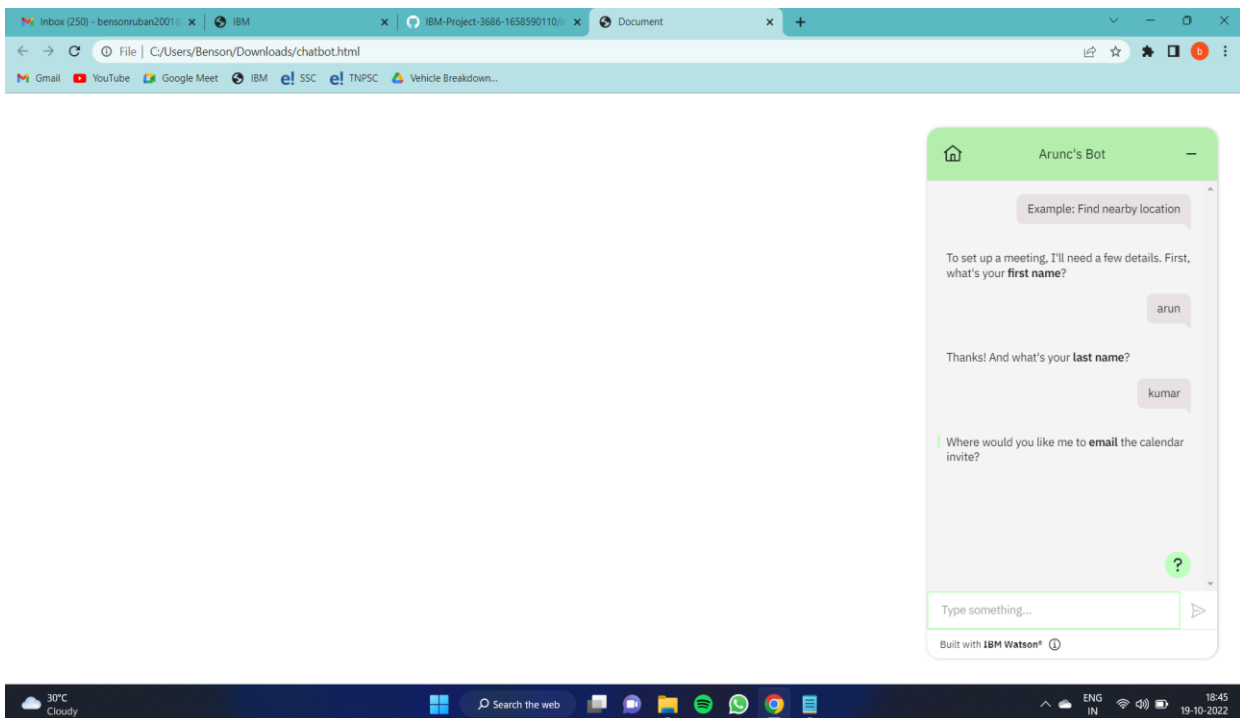 Inbox (250) - bensonruban2001@
IBM
IBM-Project-3686-1658590110/
Document
File | C:/Users/Benson/Downloads/chatbot.html
b
Gmail YouTube Google Meet IBM SSC TNPSC Vehicle Breakdown...
Arunc's Bot
Example: Find nearby location
To set up a meeting, I'll need a few details. First,
what's your first name?
arun
Thanks! And what's your last name?
kumar
Where would you like me to email the calendar
invite?
?
Type something...
Built with IBM Watson®
30°C
Cloudy
Search the web
ENG
IN
18:45
19-10-2022